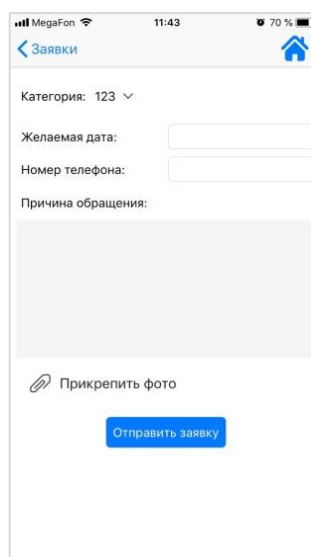 MegaFon 11:43 70 %
Заявки
Категория: 123
Желаемая дата:
Номер телефона:
Причина обращения:
Прикрепить фото
Отправить заявку